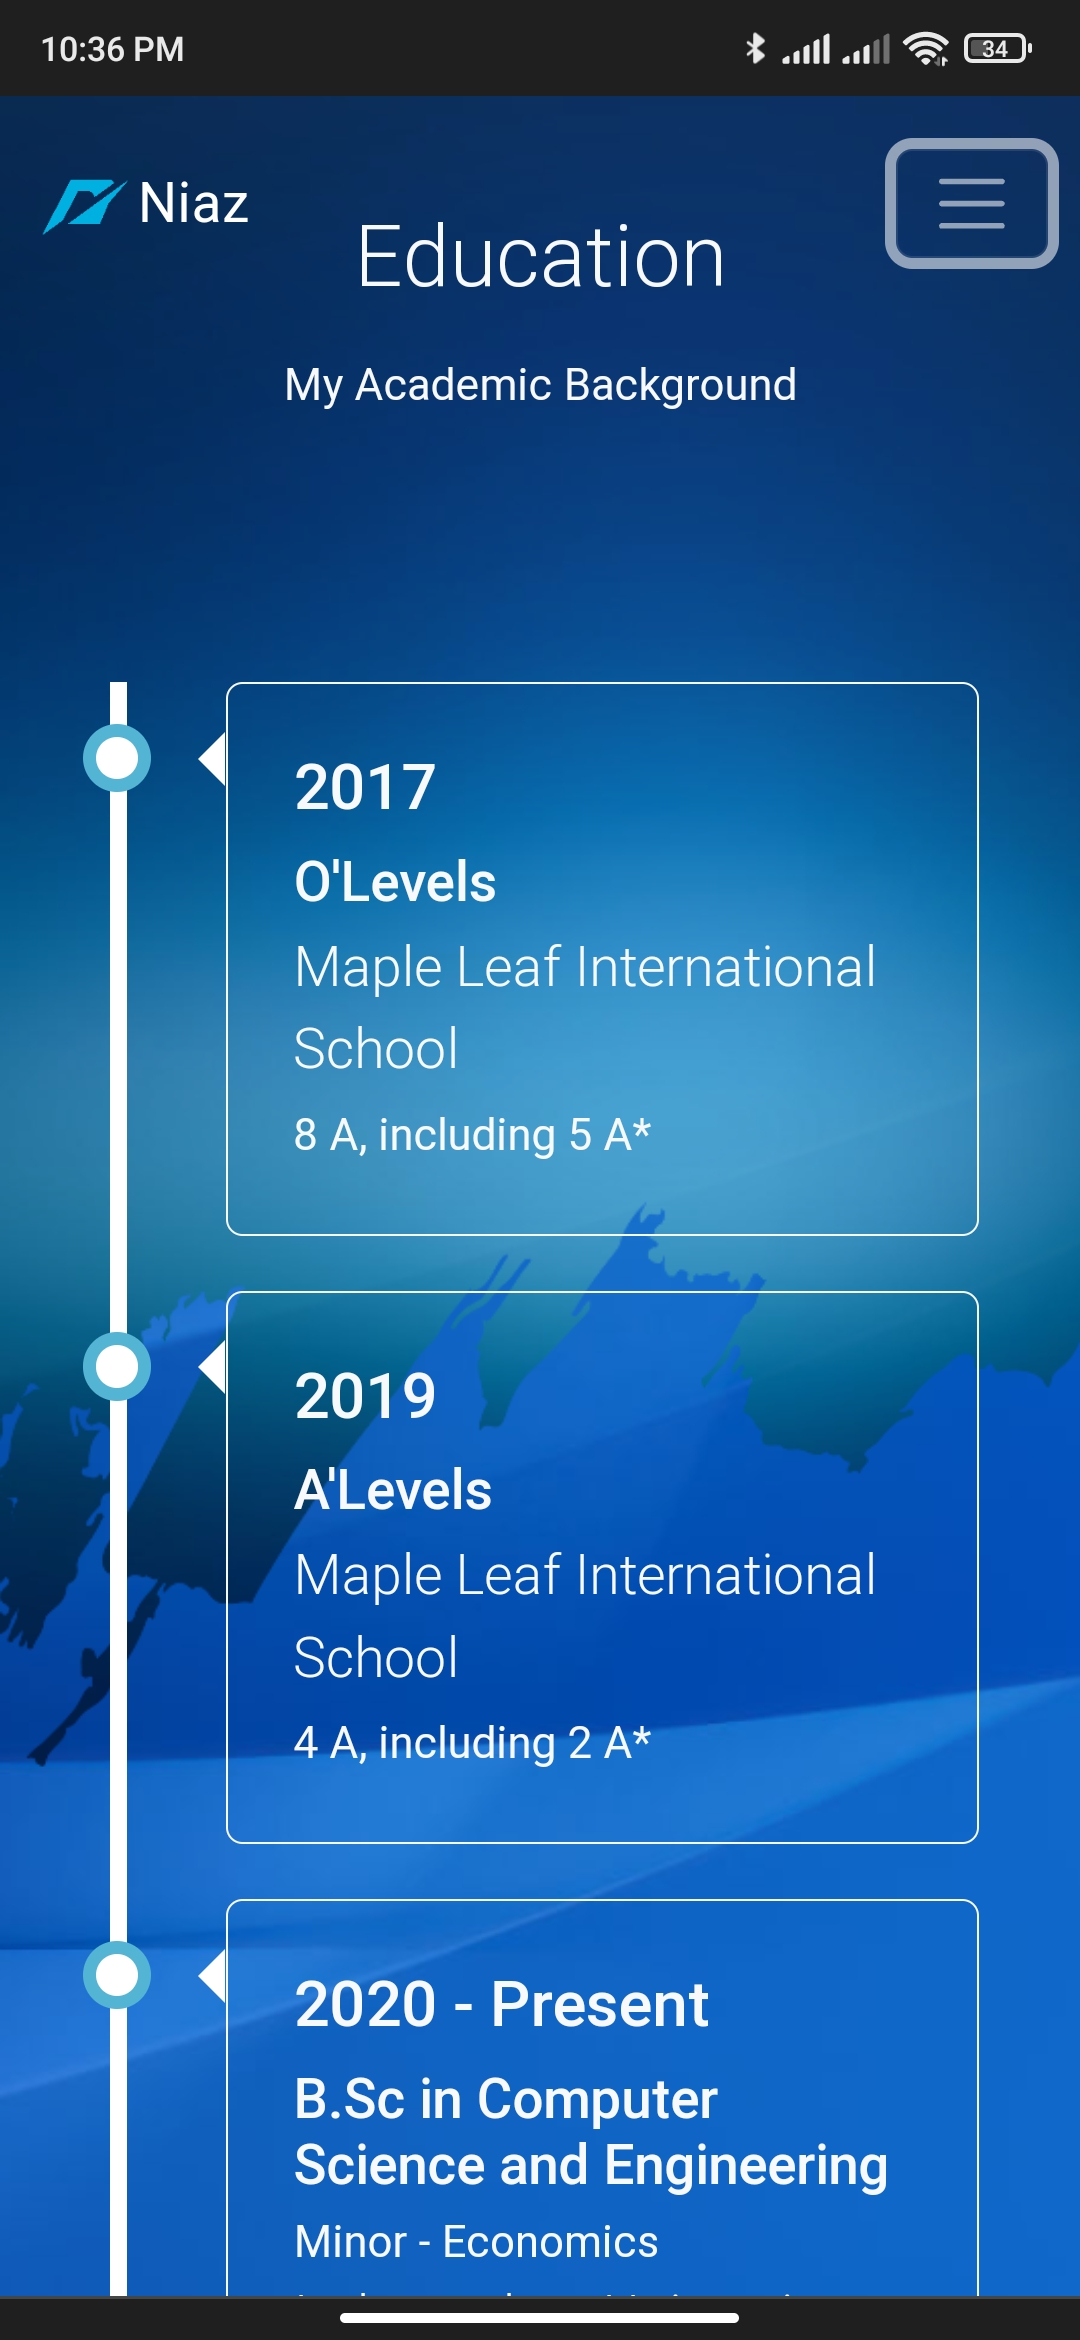 10:36 PM
34
Niaz
Education
My Academic Background
2017
O'Levels
Maple Leaf International
School
8 A, including 5 A*
2019
A'Levels
Maple Leaf International
School
4 A, including 2 A*
2020 - Present
B.Sc in Computer
Science and Engineering
Minor - Economics